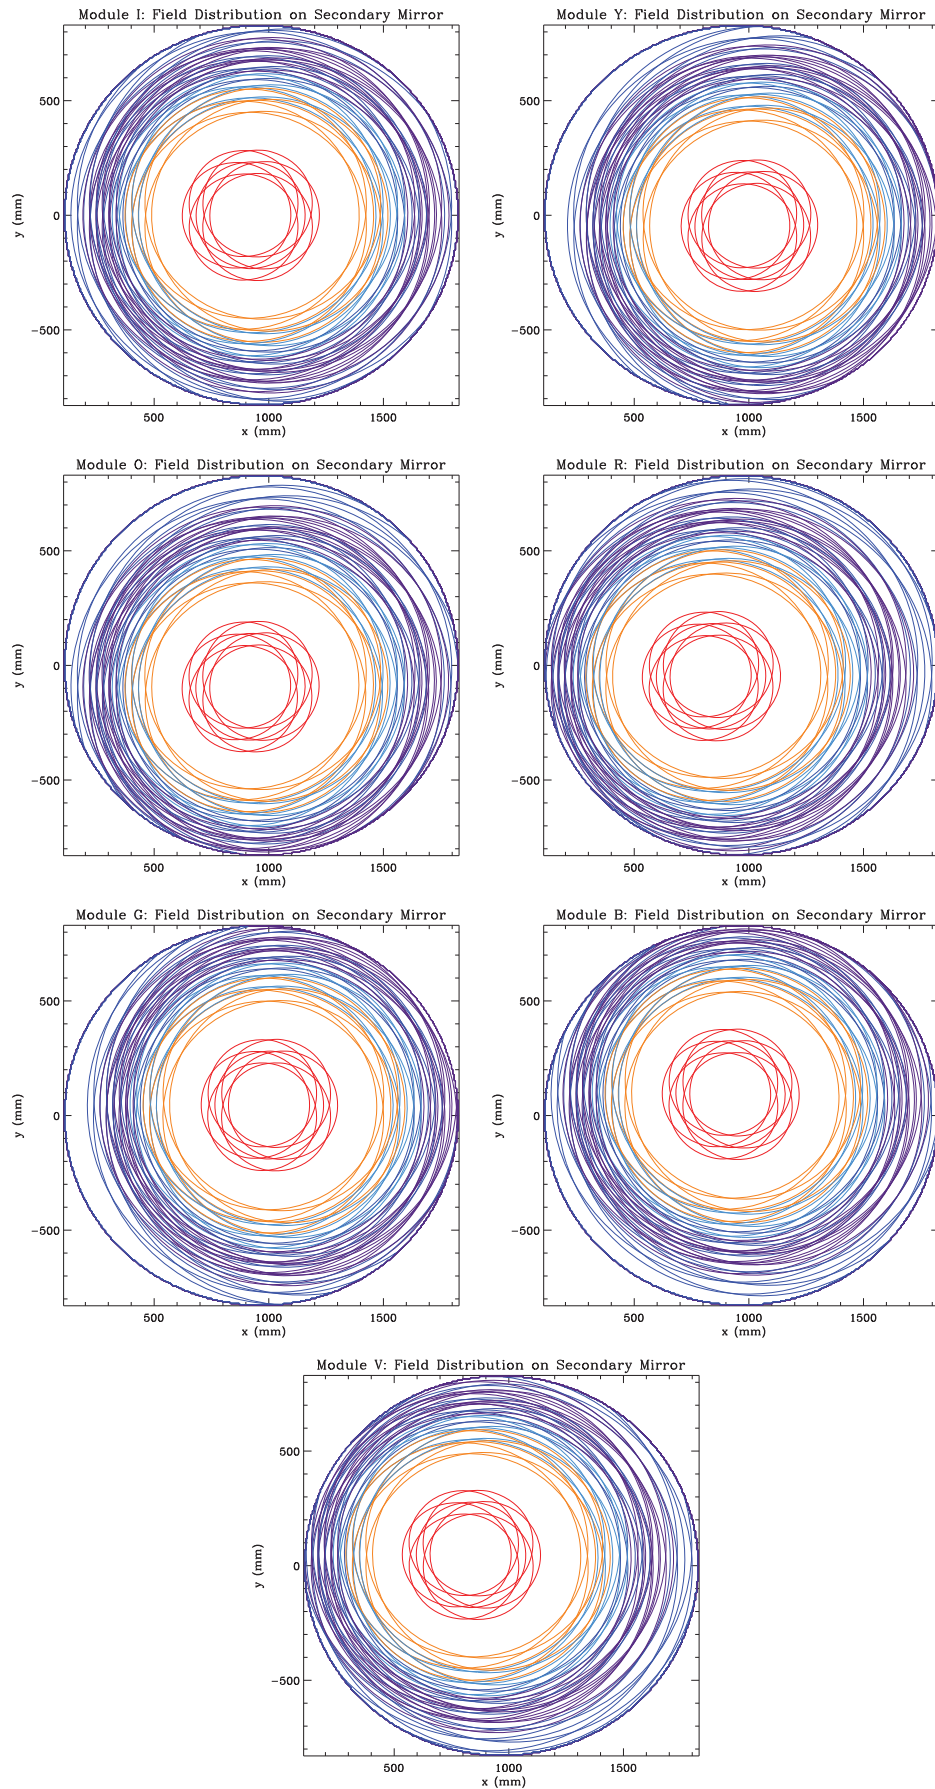 Module I: Field Distribution on Secondary Mirror
y (mm)
500
0
−500
500 1000 1500
x (mm)
Module Y: Field Distribution on Secondary Mirror
y (mm)
500
0
−500
500 1000 1500
x (mm)
Module O: Field Distribution on Secondary Mirror
y (mm)
500
0
−500
500 1000 1500
x (mm)
Module R: Field Distribution on Secondary Mirror
y (mm)
500
0
−500
500 1000 1500
x (mm)
Module G: Field Distribution on Secondary Mirror
y (mm)
500
0
−500
500 1000 1500
x (mm)
Module B: Field Distribution on Secondary Mirror
y (mm)
500
0
−500
500 1000 1500
x (mm)
Module V: Field Distribution on Secondary Mirror
y (mm)
500
0
−500
500 1000 1500
x (mm)